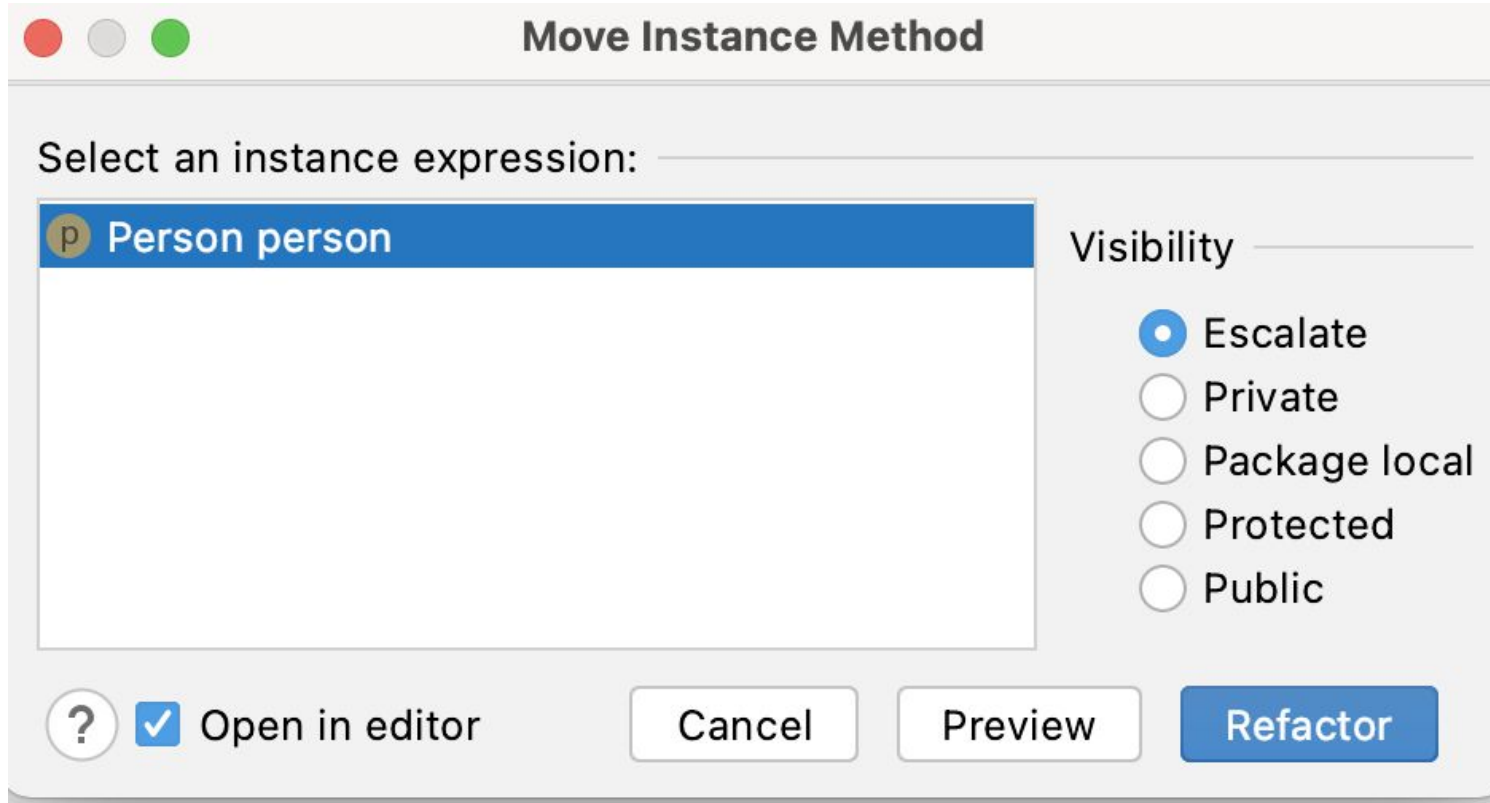 Move Instance Method
Select an instance expression:
p Person person
Visibility
Escalate
Private
Package local
Protected
Public
? Open in editor Cancel Preview Refactor